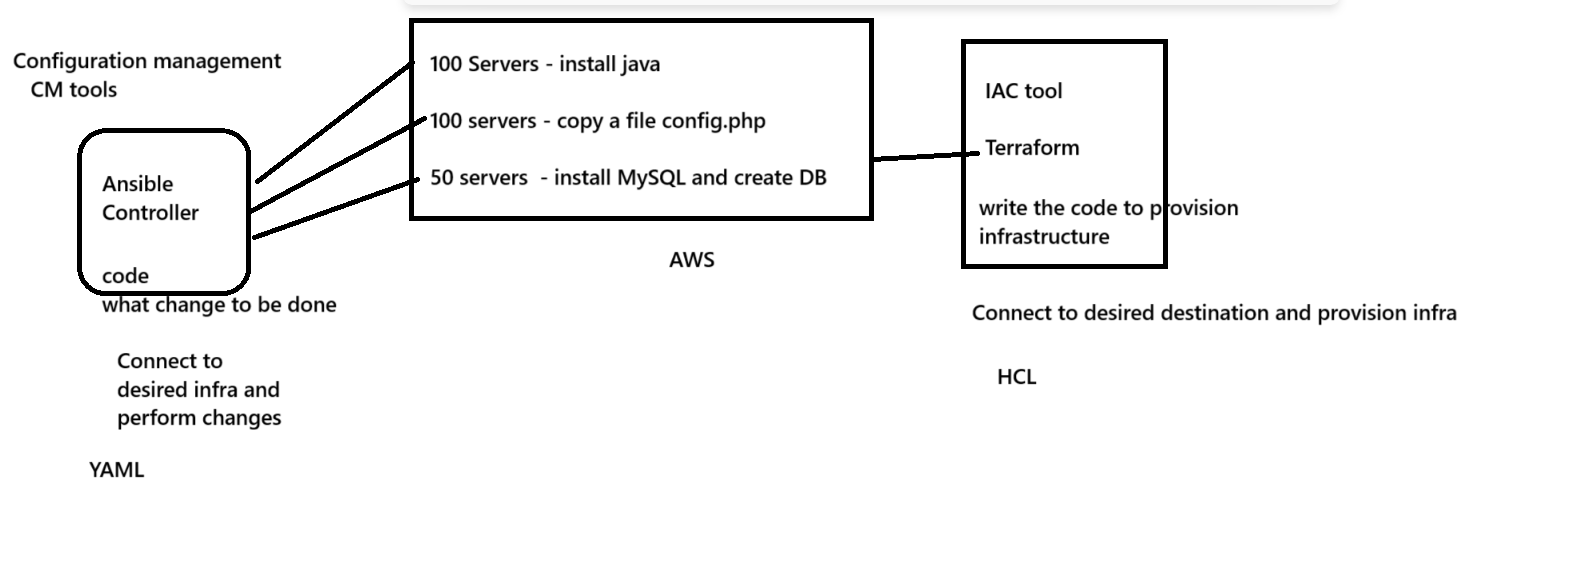 Configuration management
CM tools
Ansible
Controller
code
what change to be done
Connect to
desired infra and
perform changes
YAML
100 Servers - install java
100 servers - copy a file config.php
50 servers  - install MySQL and create DB
AWS
IAC tool
Terraform
write the code to provision
infrastructure
Connect to desired destination and provision infra
HCL